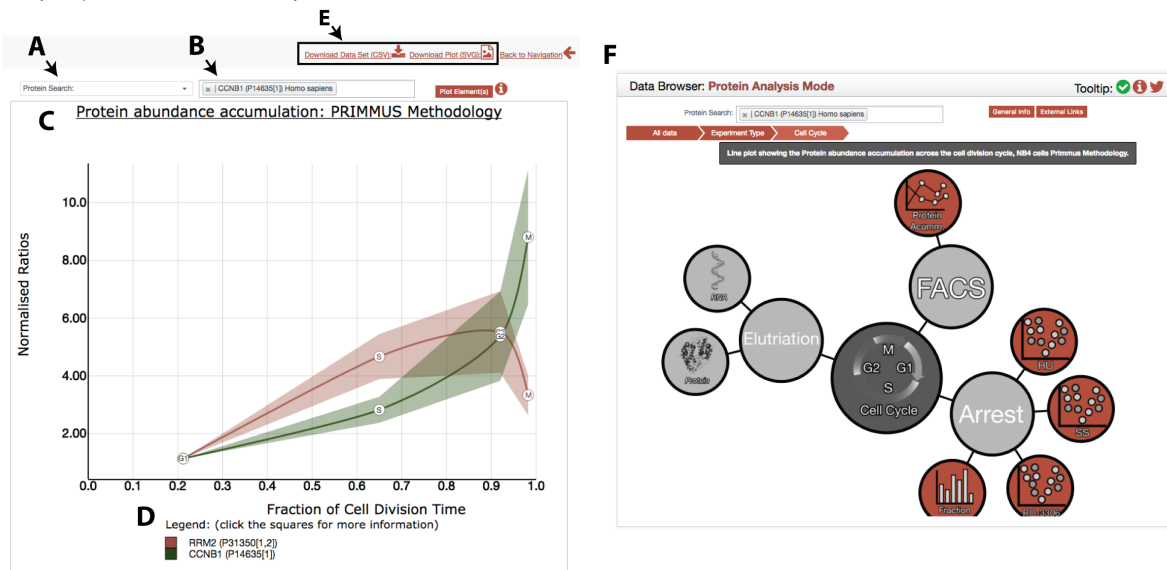 E
Download Data Set (CSV): Download Plot (SVG): Back to Navigation
A
B
Protein Search:
× | CCNB1 (P14635[1]) Homo sapiens
Plot Element(s)
C
Protein abundance accumulation: PRIMMUS Methodology
Normalised Ratios
10.0
8.00
6.00
4.00
2.00
G1
S
S
G2
M
M
0.0 0.1 0.2 0.3 0.4 0.5 0.6 0.7 0.8 0.9 1.0
Fraction of Cell Division Time
D
Legend: (click the squares for more information)
RRM2 (P31350[1,2])
CCNB1 (P14635[1])
F
Data Browser: Protein Analysis Mode
Tooltip:
Protein Search:
× | CCNB1 (P14635[1]) Homo sapiens
General Info External Links
All data Experiment Type Cell Cycle
Line plot showing the Protein abundance accumulation across the cell division cycle, NB4 cells Primmus Methodology.
Protein
Acumm.
FACS
RNA
Elutriation
Protein
M
G2 G1
S
Cell Cycle
HU
Arrest
SS
Fraction
RO-3306